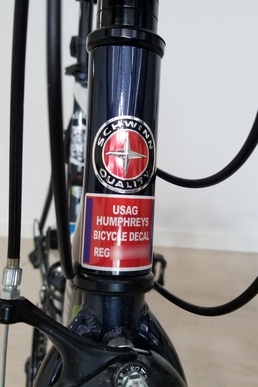 SCHWINN
QUALITY
USAG
HUMPHREYS
BICYCLE DECAL
REG